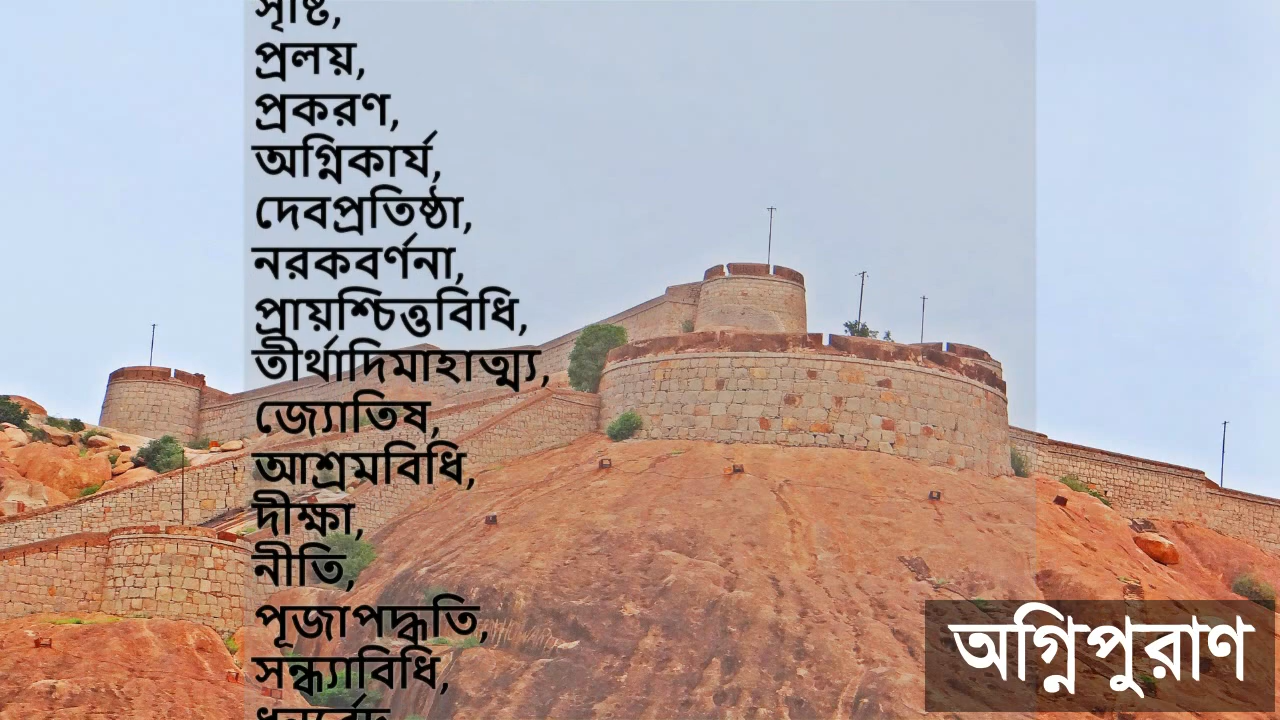 সৃষ্টি,
প্রলয়,
প্রকরণ,
অগ্নিকার্য,
দেবপ্রতিষ্ঠা,
নরকবর্ণনা,
প্রায়শ্চিত্তবিধি,
তীর্থাদিমাহাত্ম্য,
জ্যোতিষ,
আশ্রমবিধি,
দীক্ষা,
নীতি,
পূজাপদ্ধতি,
সন্ধ্যাবিধি,
অগ্নিপুরাণ